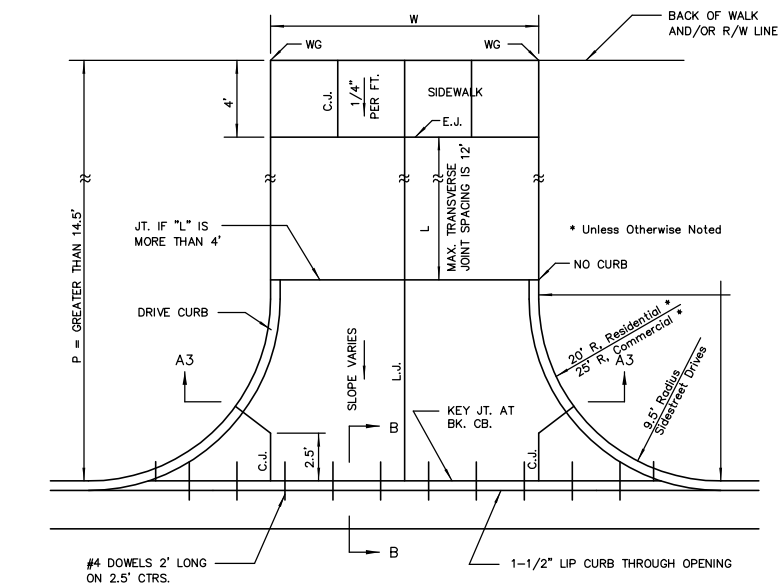 W
BACK OF WALK
AND/OR R/W LINE
WG
WG
4'
C.J.
1/4"
PER FT.
SIDEWALK
E.J.
P = GREATER THAN 14.5'
L
MAX. TRANSVERSE
JOINT SPACING IS 12'
JT. IF "L" IS
MORE THAN 4'
* Unless Otherwise Noted
NO CURB
DRIVE CURB
20' R, Residential *
25' R, Commercial *
A3
A3
SLOPE VARIES
L.J.
9.5' Radius
Sidestreet Drives
KEY JT. AT
BK. CB.
B
C.J.
2.5'
C.J.
B
#4 DOWELS 2' LONG
ON 2.5' CTRS.
1-1/2" LIP CURB THROUGH OPENING